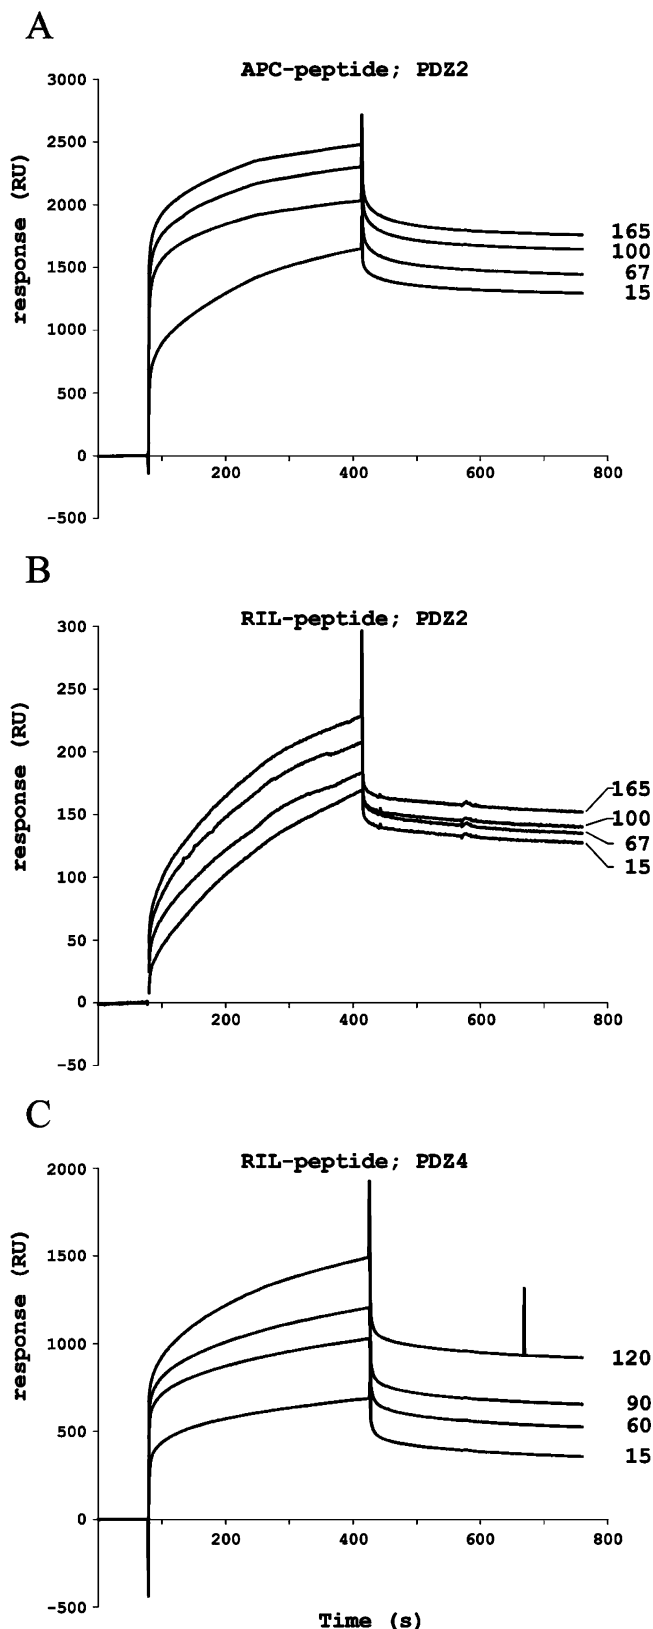 A
APC-peptide; PDZ2
3000
2500
2000
1500
1000
500
0
-500
response (RU)
200 400 600 800
165
100
67
15
B
RIL-peptide; PDZ2
300
250
200
150
100
50
0
-50
response (RU)
200 400 600 800
165
100
67
15
C
RIL-peptide; PDZ4
2000
1500
1000
500
0
-500
response (RU)
200 400 600 800
120
90
60
15
Time (s)